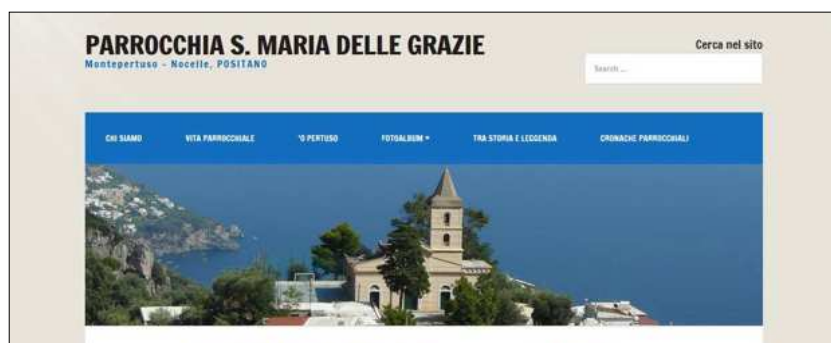 PARROCCHIA S. MARIA DELLE GRAZIE
Montepertuso - Nocelle, POSITANO
Cerca nel sito
Search ...
CHI SIAMO
VITA PARROCCHIALE
'O PERTUSO
FOTOALBUM
TRA STORIA E LEGGENDA
CRONACHE PARROCCHIALI